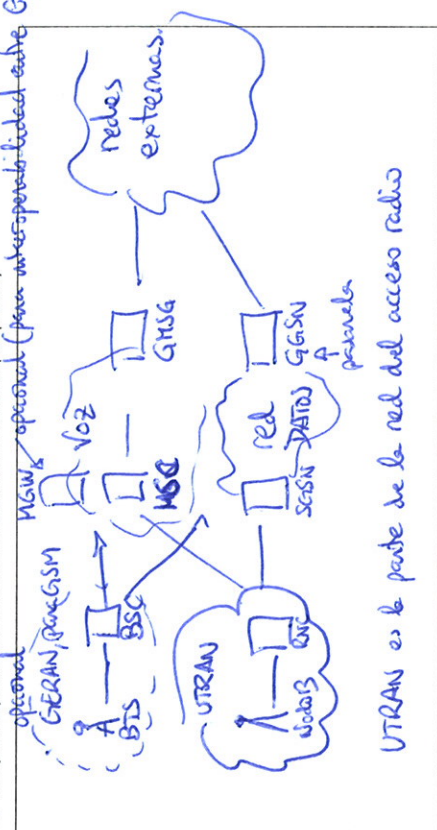 opcional
GERAN, para GSM
MGW opcional (para interoperabilidad entre G
VOZ
BTS
BSC
MSC
GMSG
redes
externas.
UTRAN
NodoB
RNC
SGSN
red
DATOS
GGSN
pasarela
UTRAN es la parte de la red del acceso radio